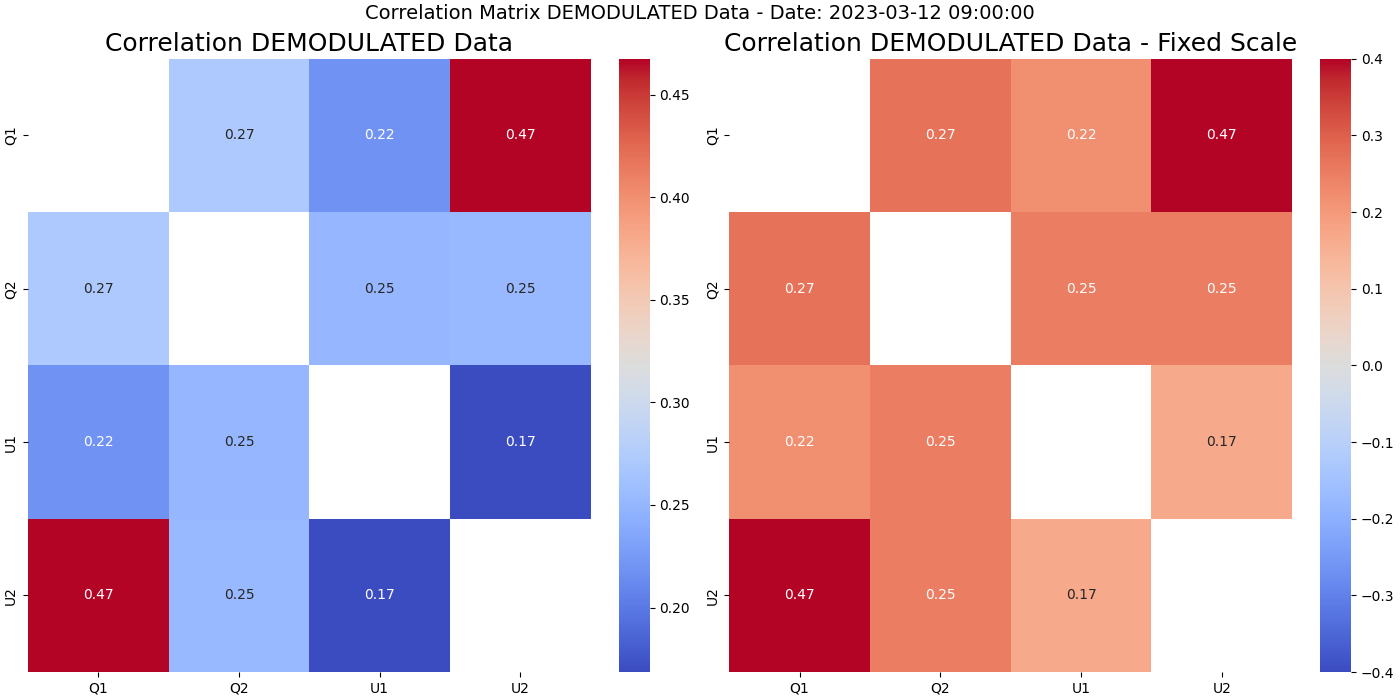 Correlation Matrix DEMODULATED Data - Date: 2023-03-12 09:00:00
Correlation DEMODULATED Data
Q1
0.27 0.22 0.47
Q2
0.27 0.25 0.25
U1
0.22 0.25 0.17
U2
0.47 0.25 0.17
Q1 Q2 U1 U2
0.45
0.40
0.35
0.30
0.25
0.20
Correlation DEMODULATED Data - Fixed Scale
Q1
0.27 0.22 0.47
Q2
0.27 0.25 0.25
U1
0.22 0.25 0.17
U2
0.47 0.25 0.17
Q1 Q2 U1 U2
0.4
0.3
0.2
0.1
0.0
−0.1
−0.2
−0.3
−0.4